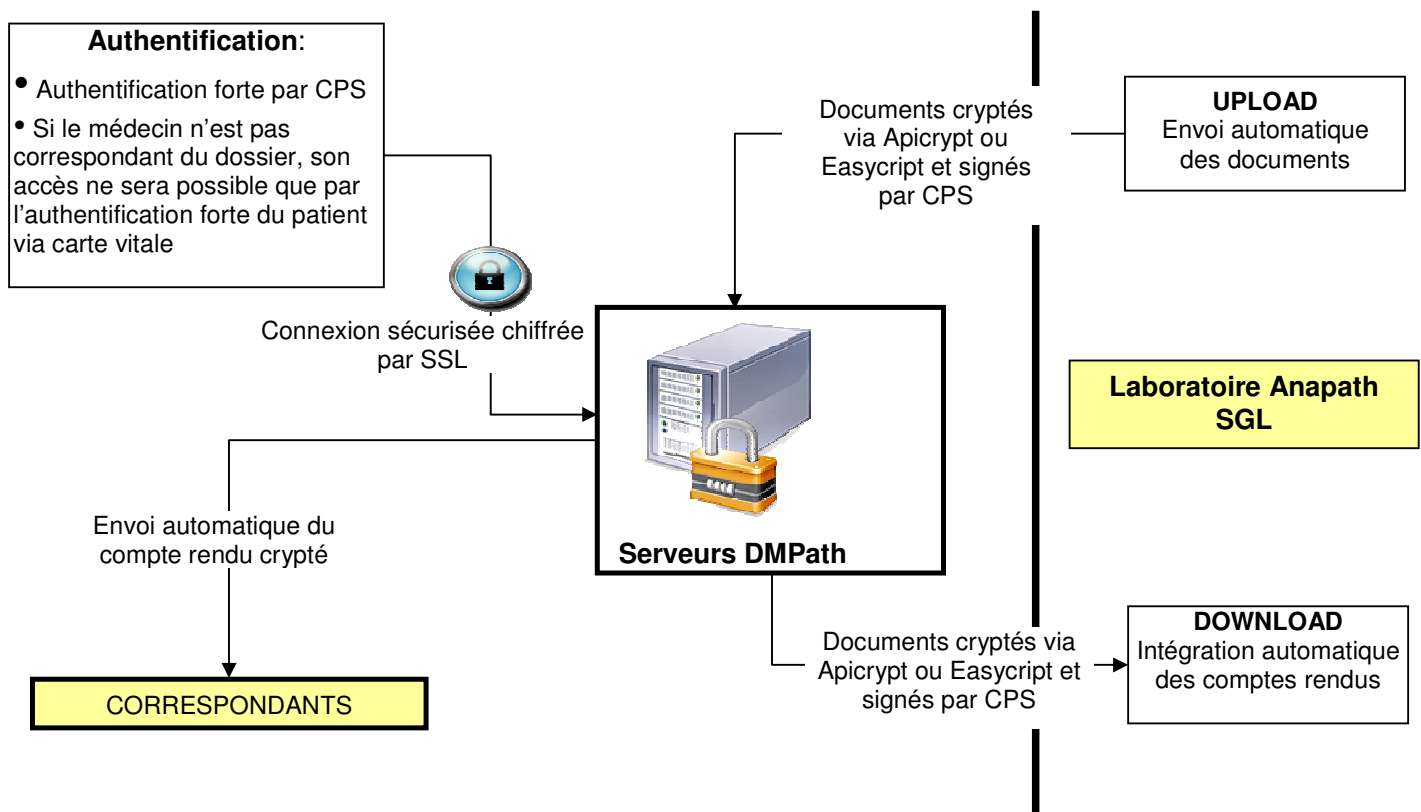 Authentification:
• Authentification forte par CPS
• Si le médecin n'est pas
correspondant du dossier, son
accès ne sera possible que par
l'authentification forte du patient
via carte vitale
Documents cryptés
via Apicrypt ou
Easycript et signés
par CPS
UPLOAD
Envoi automatique
des documents
Connexion sécurisée chiffrée
par SSL
Laboratoire Anapath
SGL
Serveurs DMPath
Envoi automatique du
compte rendu crypté
CORRESPONDANTS
Documents cryptés via
Apicrypt ou Easycript et
signés par CPS
DOWNLOAD
Intégration automatique
des comptes rendus